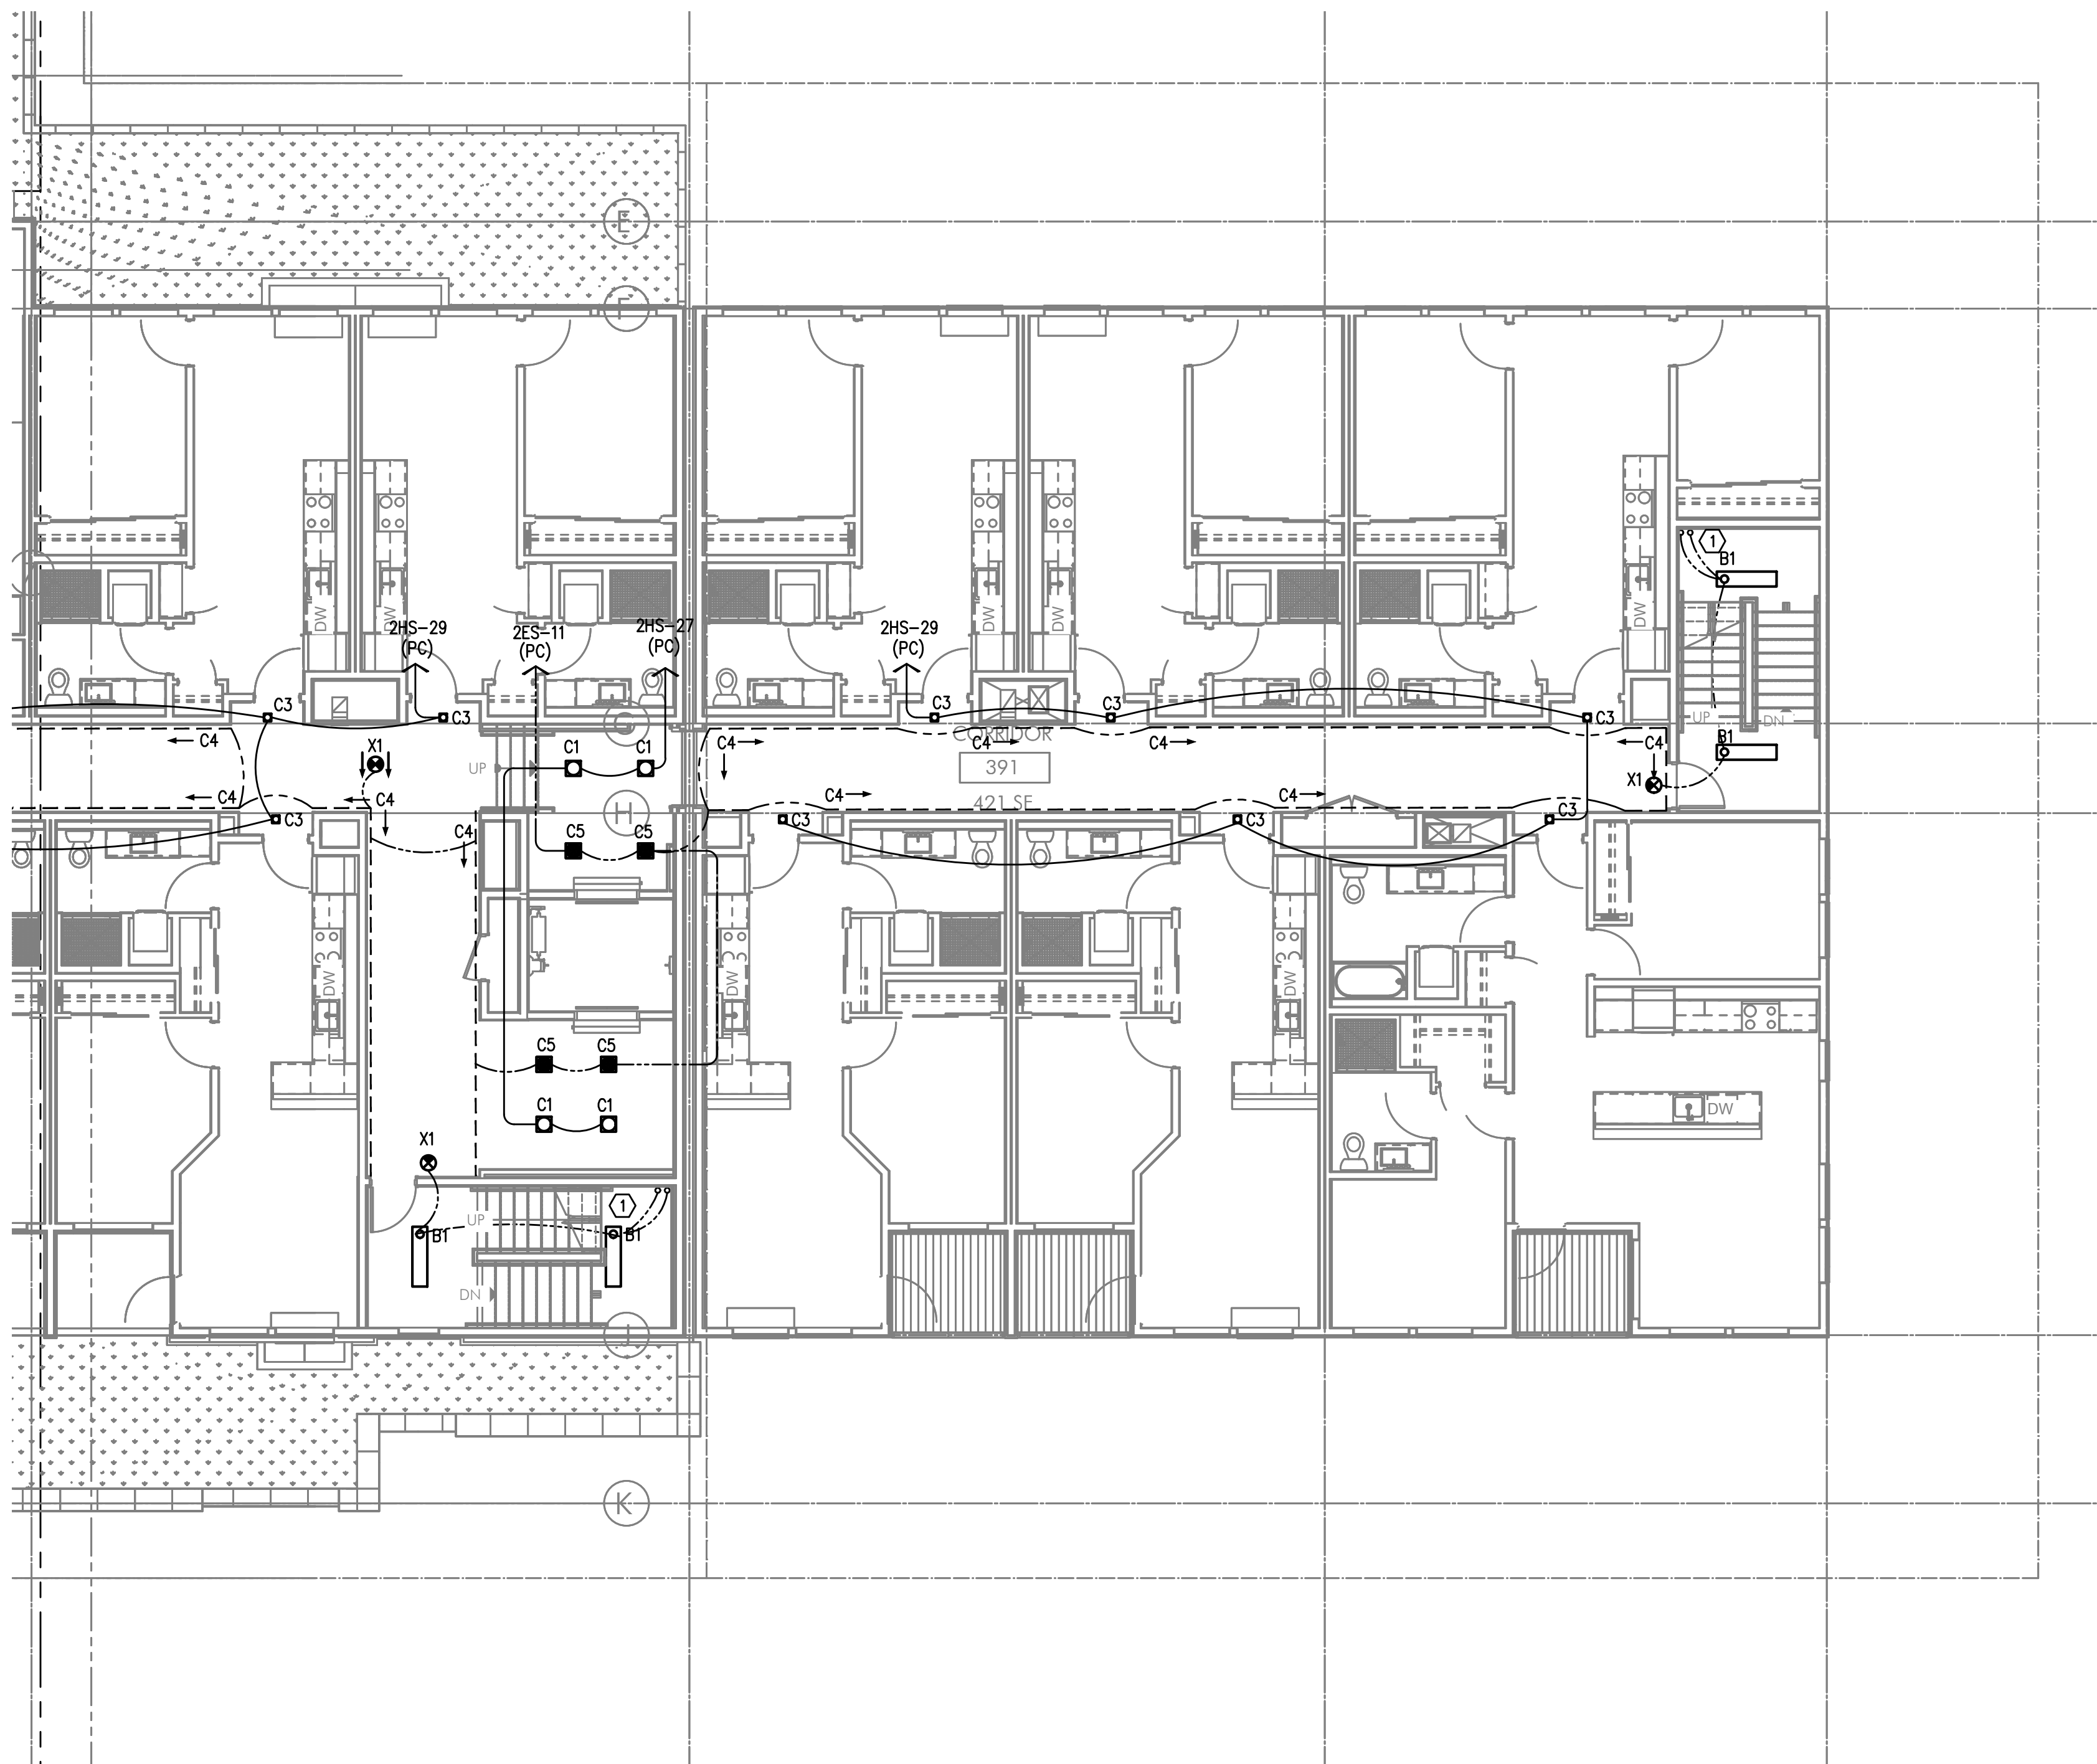 E
F
1
B1
DW
DW
DW
DW
DW
2HS-29
(PC)
2ES-11
(PC)
2HS-27
(PC)
2HS-29
(PC)
C3
C3
G
C3
C3
C3
UP
DN
C4
X1
UP
C1
C1
C4
CORRIDOR
C4
C4
C4
B1
391
X1
C4
C4
H
C4
421 SF
C4
C3
C4
C5
C5
C3
C3
C3
DW
DW
DW
C5
C5
C1
C1
DW
X1
1
UP
B1
B1
DN
J
K